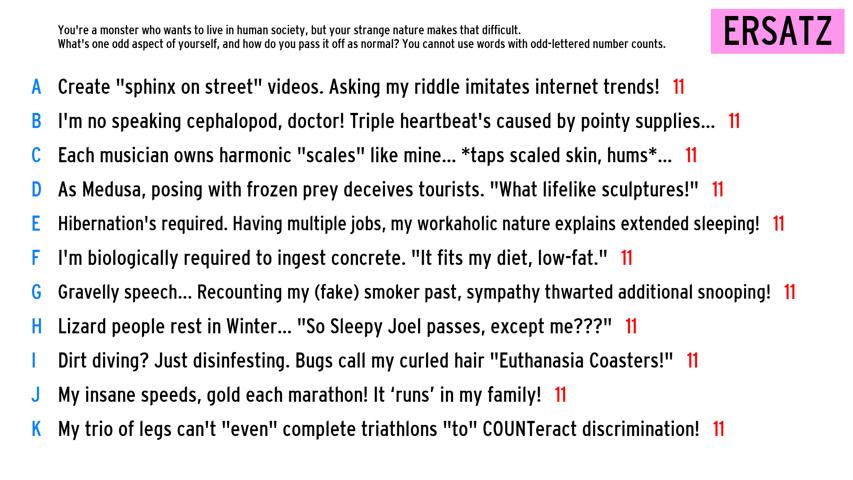 You're a monster who wants to live in human society, but your strange nature makes that difficult.
What's one odd aspect of yourself, and how do you pass it off as normal? You cannot use words with odd-lettered number counts.
ERSATZ
A Create "sphinx on street" videos. Asking my riddle imitates internet trends! 11
B I'm no speaking cephalopod, doctor! Triple heartbeat's caused by pointy supplies... 11
C Each musician owns harmonic "scales" like mine... *taps scaled skin, hums*... 11
D As Medusa, posing with frozen prey deceives tourists. "What lifelike sculptures!" 11
E Hibernation's required. Having multiple jobs, my workaholic nature explains extended sleeping! 11
F I'm biologically required to ingest concrete. "It fits my diet, low-fat." 11
G Gravelly speech... Recounting my (fake) smoker past, sympathy thwarted additional snooping! 11
H Lizard people rest in Winter... "So Sleepy Joel passes, except me???" 11
I Dirt diving? Just disinfesting. Bugs call my curled hair "Euthanasia Coasters!" 11
J My insane speeds, gold each marathon! It ‘runs’ in my family! 11
K My trio of legs can't "even" complete triathlons "to" COUNTeract discrimination! 11